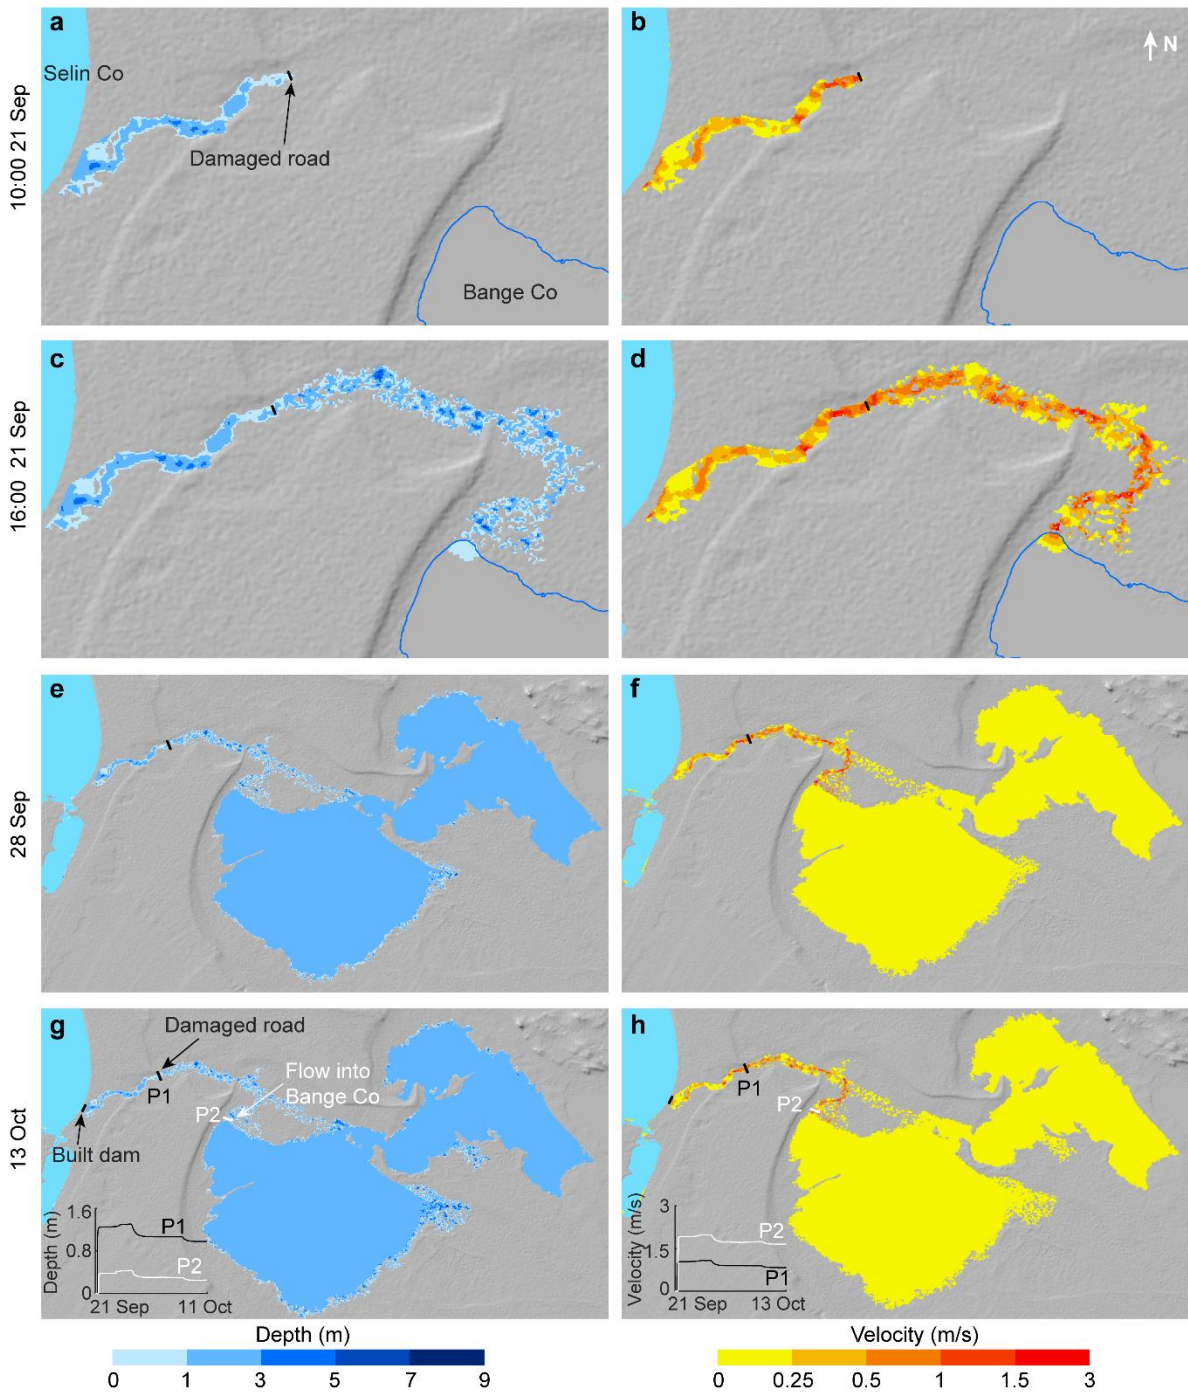 a
b
N
Selin Co
Damaged road
Bange Co
10:00 21 Sep
c
d
16:00 21 Sep
e
f
28 Sep
g
h
Damaged road
P1
Flow into
Bange Co
P2
Built dam
P1
P2
13 Oct
1.6
0.8
0
Depth (m)
P1
P2
21 Sep
11 Oct
3
1.5
0
Velocity (m/s)
P2
P1
21 Sep
13 Oct
Depth (m)
0 1 3 5 7 9
Velocity (m/s)
0 0.25 0.5 1 1.5 3